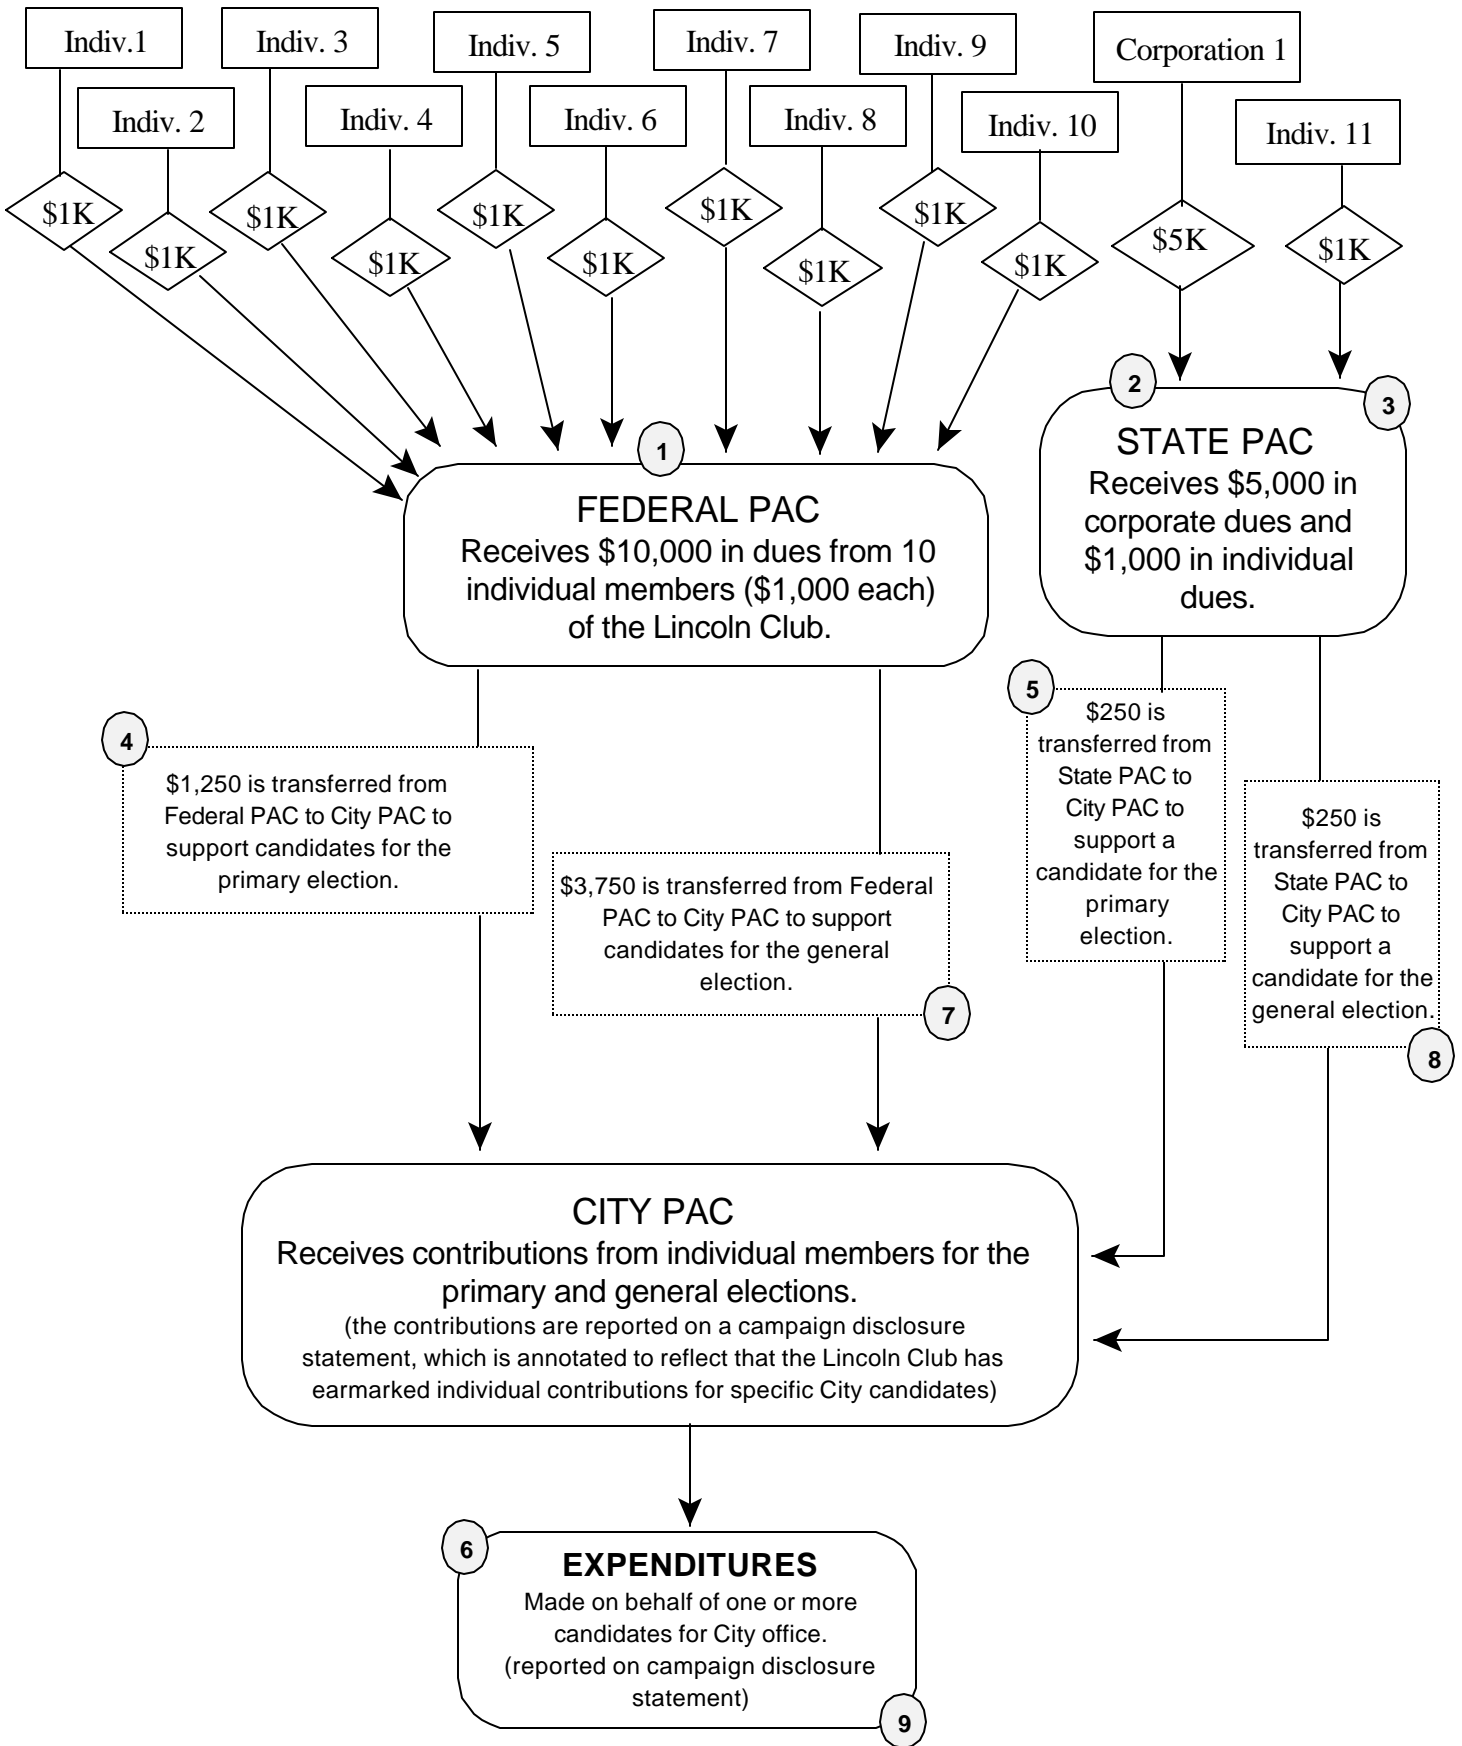 Indiv.1
Indiv. 3
Indiv. 5
Indiv. 7
Indiv. 9
Corporation 1
Indiv. 2
Indiv. 4
Indiv. 6
Indiv. 8
Indiv. 10
Indiv. 11
$1K
$1K
$1K
$1K
$1K
$1K
$1K
$1K
$1K
$1K
$5K
$1K
1
FEDERAL PAC
Receives $10,000 in dues from 10
individual members ($1,000 each)
of the Lincoln Club.
2
3
STATE PAC
Receives $5,000 in
corporate dues and
$1,000 in individual
dues.
4
$1,250 is transferred from
Federal PAC to City PAC to
support candidates for the
primary election.
$3,750 is transferred from Federal
PAC to City PAC to support
candidates for the general
election.
7
5
$250 is
transferred from
State PAC to
City PAC to
support a
candidate for the
primary
election.
$250 is
transferred from
State PAC to
City PAC to
support a
candidate for the
general election.
8
CITY PAC
Receives contributions from individual members for the
primary and general elections.
(the contributions are reported on a campaign disclosure
statement, which is annotated to reflect that the Lincoln Club has
earmarked individual contributions for specific City candidates)
6
EXPENDITURES
Made on behalf of one or more
candidates for City office.
(reported on campaign disclosure
statement)
9